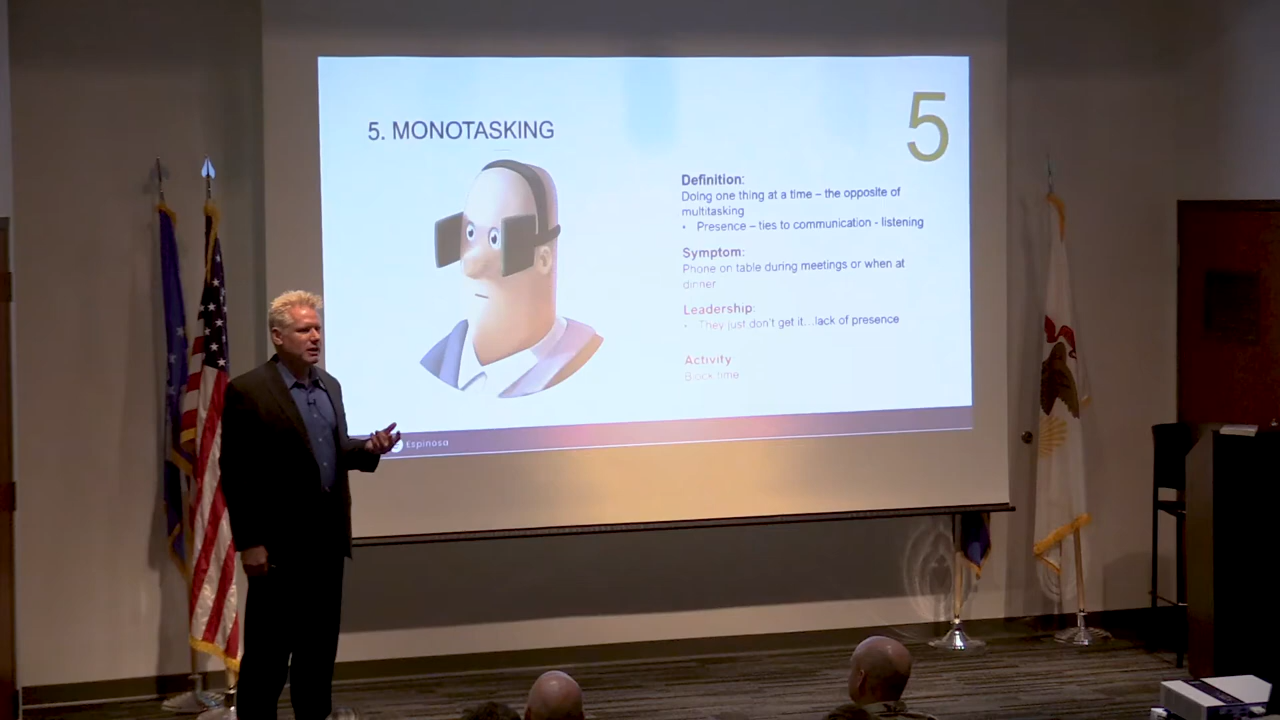 5
5. MONOTASKING
Definition:
Doing one thing at a time – the opposite of
multitasking
• Presence – ties to communication - listening
Symptom:
Phone on table during meetings or when at
dinner
Leadership:
• They just don't get it…lack of presence
Activity
Block time
Espinosa